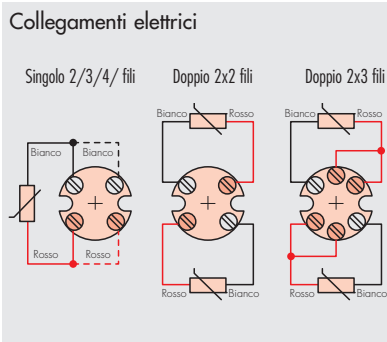 Collegamenti elettrici
Singolo 2/3/4/ fili
Doppio 2x2 fili
Doppio 2x3 fili
Bianco
Bianco
Rosso
Rosso
Bianco
Rosso
Rosso
Bianco
Bianco
Rosso
Rosso
Bianco